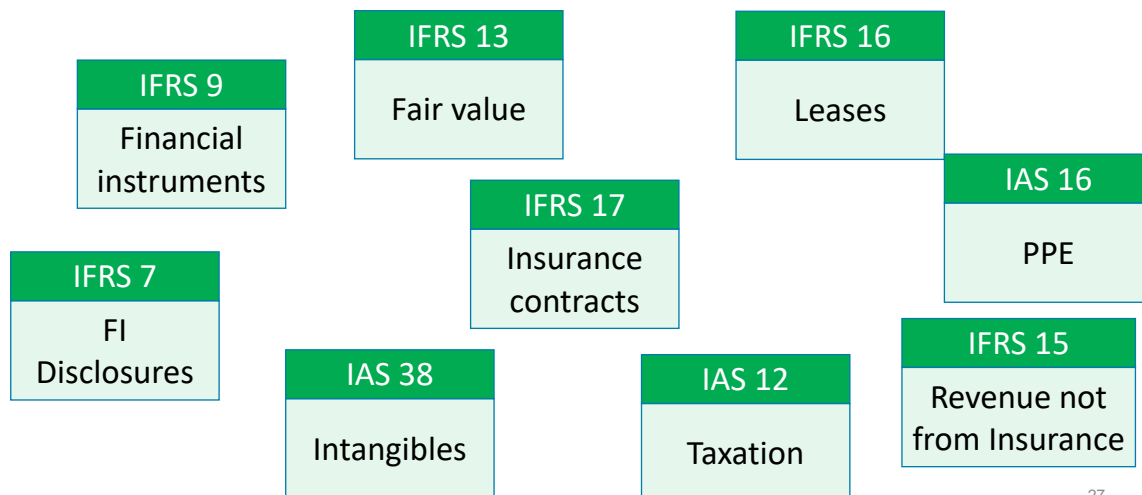 IFRS 13
Fair value
IFRS 16
Leases
IFRS 9
Financial
instruments
IAS 16
PPE
IFRS 17
Insurance
contracts
IFRS 7
FI
Disclosures
IFRS 15
Revenue not
from Insurance
IAS 38
Intangibles
IAS 12
Taxation
27